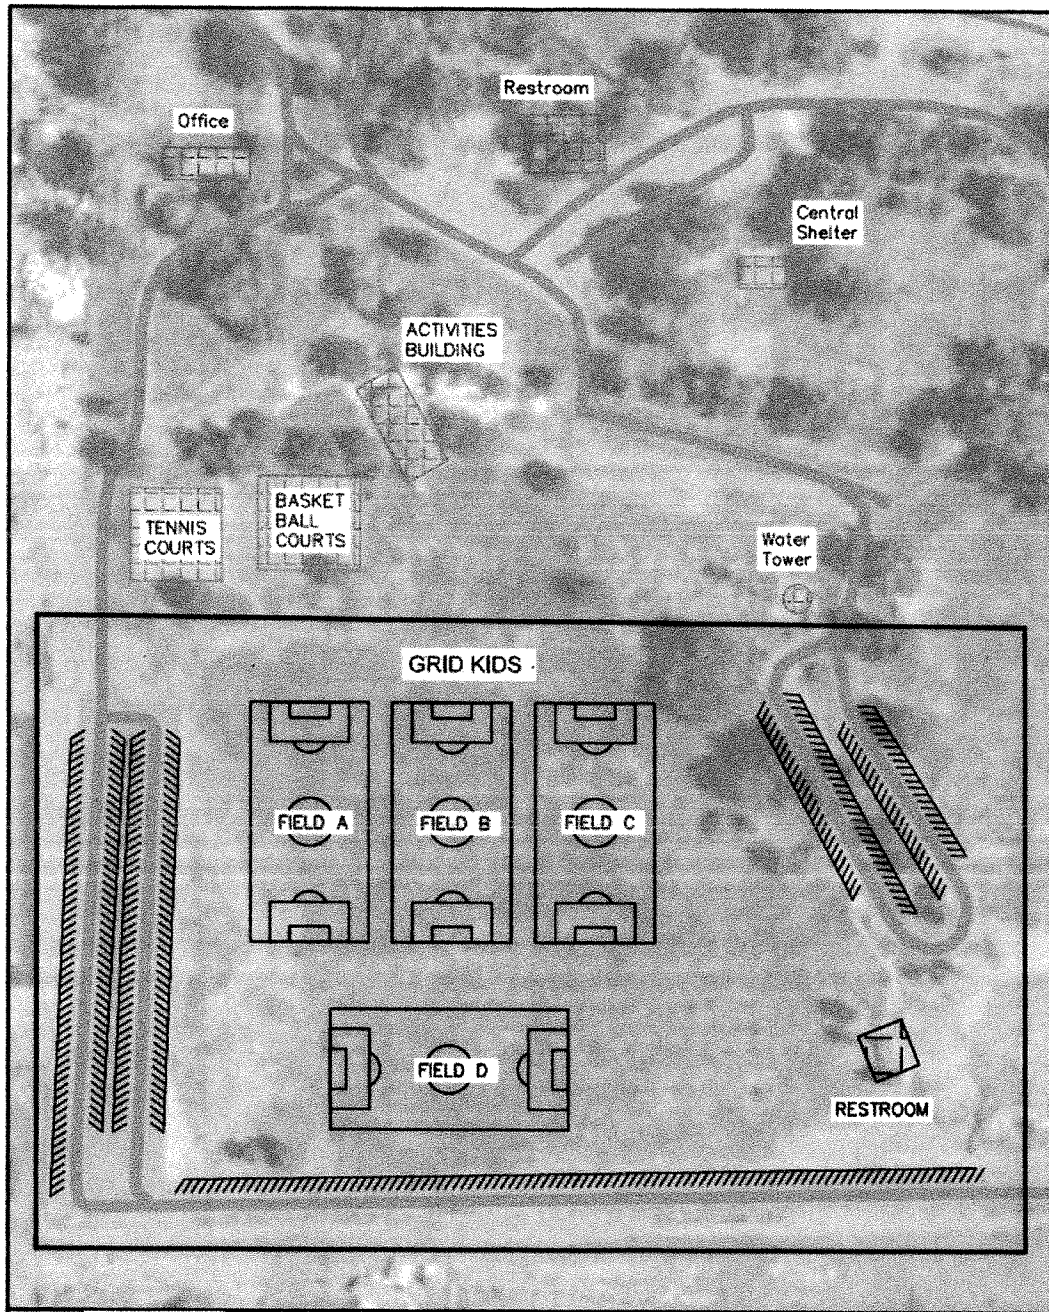 Restroom
Office
Central
Shelter
ACTIVITIES
BUILDING
TENNIS
COURTS
BASKET
BALL
COURTS
Water
Tower
GRID KIDS
FIELD A
FIELD B
FIELD C
FIELD D
RESTROOM